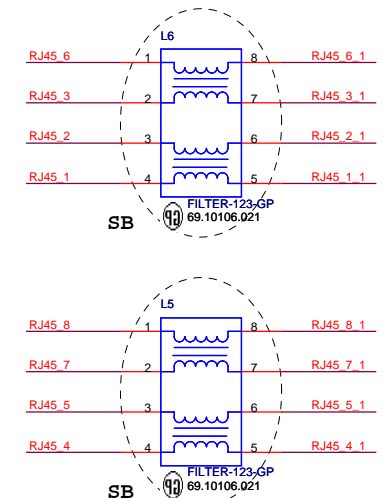 L6
RJ45_6 1 8 RJ45_6_1
RJ45_3 2 7 RJ45_3_1
RJ45_2 3 6 RJ45_2_1
RJ45_1 4 5 RJ45_1_1
FILTER-123-GP
SB GP 69.10106.021
L5
RJ45_8 1 8 RJ45_8_1
RJ45_7 2 7 RJ45_7_1
RJ45_5 3 6 RJ45_5_1
RJ45_4 4 5 RJ45_4_1
FILTER-123-GP
SB GP 69.10106.021